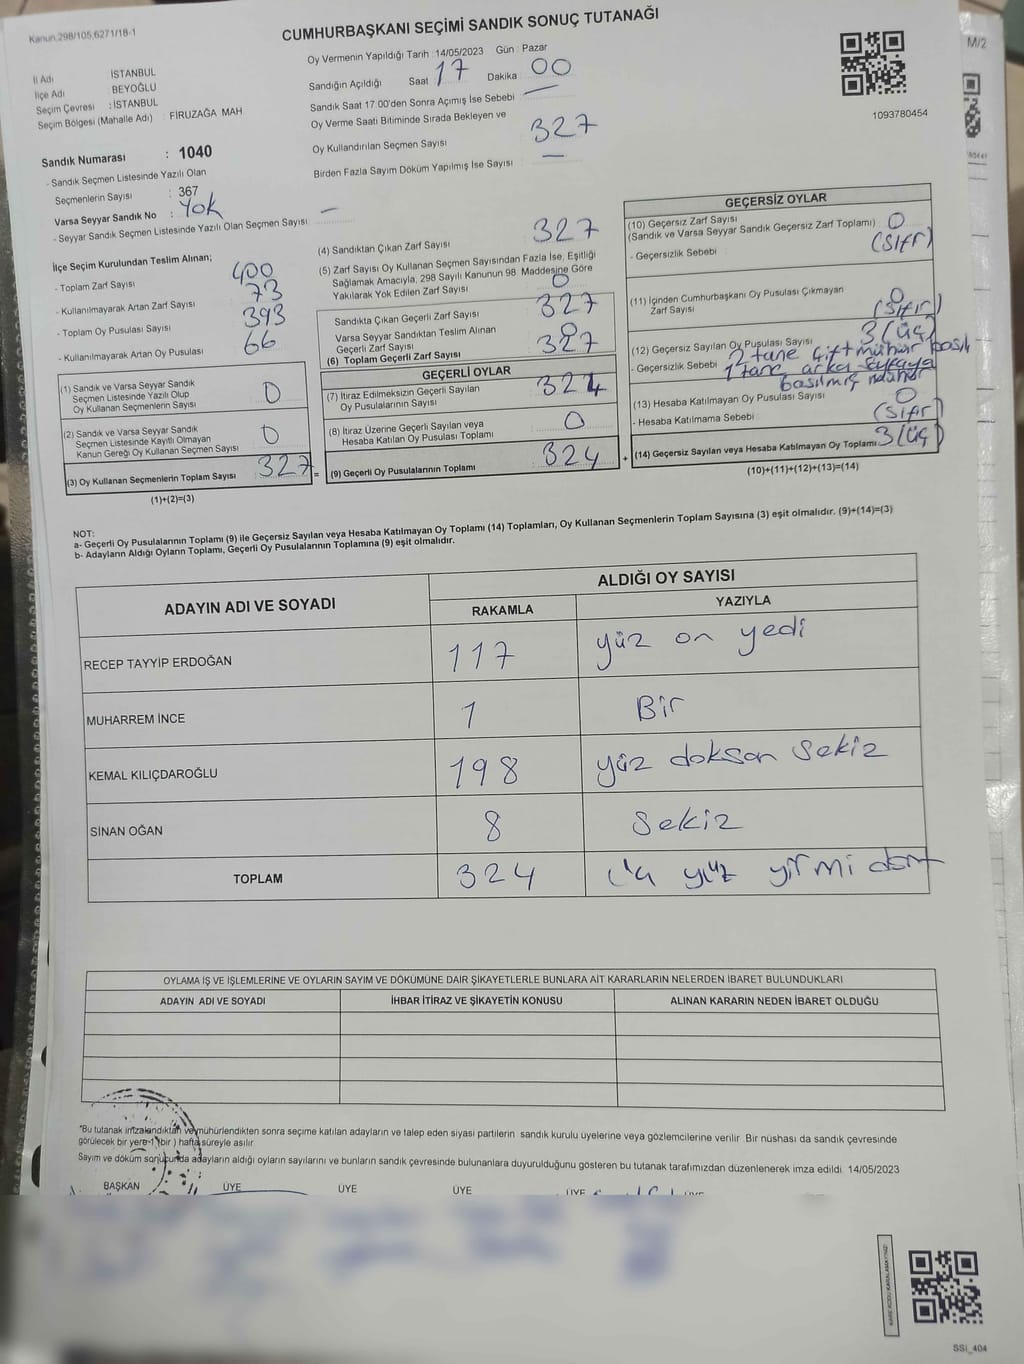 Kanun:298/105,6271/18-1
CUMHURBAŞKANI SEÇİMİ SANDIK SONUÇ TUTANAĞI
M/2
İl Adı İSTANBUL
İlçe Adı : BEYOĞLU
Seçim Çevresi : İSTANBUL
Seçim Bölgesi (Mahalle Adı) : FİRUZAĞA MAH
Sandık Numarası : 1040
- Sandık Seçmen Listesinde Yazılı Olan
Seçmenlerin Sayısı : 367
Varsa Seyyar Sandık No : Yok
- Seyyar Sandık Seçmen Listesinde Yazılı Olan Seçmen Sayısı : —
Oy Vermenin Yapıldığı Tarih :14/05/2023 Gün : Pazar
Sandığın Açıldığı Saat 17 Dakika 00
Sandık Saat 17.00'den Sonra Açımış İse Sebebi : —
Oy Verme Saati Bitiminde Sırada Bekleyen ve
Oy Kullandırılan Seçmen Sayısı : 327
Birden Fazla Sayım Döküm Yapılmış İse Sayısı : —
1093780454
İlçe Seçim Kurulundan Teslim Alınan;
- Toplam Zarf Sayısı 400
- Kullanılmayarak Artan Zarf Sayısı 73
- Toplam Oy Pusulası Sayısı 393
- Kullanılmayarak Artan Oy Pusulası 66
(1) Sandık ve Varsa Seyyar Sandık
Seçmen Listesinde Yazılı Olup
Oy Kullanan Seçmenlerin Sayısı 0
(2) Sandık ve Varsa Seyyar Sandık
Seçmen Listesinde Kayıtlı Olmayan
Kanun Gereği Oy Kullanan Seçmen Sayısı 0
(3) Oy Kullanan Seçmenlerin Toplam Sayısı 327 =
(1)+(2)=(3)
(4) Sandıktan Çıkan Zarf Sayısı 327
(5) Zarf Sayısı Oy Kullanan Seçmen Sayısından Fazla İse, Eşitliği
Sağlamak Amacıyla, 298 Sayılı Kanunun 98. Maddesine Göre
Yakılarak Yok Edilen Zarf Sayısı 0
Sandıkta Çıkan Geçerli Zarf Sayısı 327
Varsa Seyyar Sandıktan Teslim Alınan
Geçerli Zarf Sayısı 0
(6) Toplam Geçerli Zarf Sayısı 327
GEÇERLİ OYLAR
(7) İtiraz Edilmeksizin Geçerli Sayılan
Oy Pusulalarının Sayısı 324
(8) İtiraz Üzerine Geçerli Sayılan veya
Hesaba Katılan Oy Pusulası Toplamı 0
(9) Geçerli Oy Pusulalarının Toplamı 324 +
GEÇERSİZ OYLAR
(10) Geçersiz Zarf Sayısı
(Sandık ve Varsa Seyyar Sandık Geçersiz Zarf Toplamı) 0
- Geçersizlik Sebebi (Sıfır)
(11) İçinden Cumhurbaşkanı Oy Pusulası Çıkmayan
Zarf Sayısı 0 (Sıfır)
(12) Geçersiz Sayılan Oy Pusulası Sayısı 3 (üç)
- Geçersizlik Sebebi : 2 tane çift mühür basılı
1 tane arka sayfaya
basılmış mühür
(13) Hesaba Katılmayan Oy Pusulası Sayısı 0
- Hesaba Katılmama Sebebi (Sıfır)
(14) Geçersiz Sayılan veya Hesaba Katılmayan Oy Toplamı 3 (üç)
(10)+(11)+(12)+(13)=(14)
NOT:
a- Geçerli Oy Pusulalarının Toplamı (9) ile Geçersiz Sayılan veya Hesaba Katılmayan Oy Toplamı (14) Toplamları, Oy Kullanan Seçmenlerin Toplam Sayısına (3) eşit olmalıdır. (9)+(14)=(3)
b- Adayların Aldığı Oyların Toplamı, Geçerli Oy Pusulalarının Toplamına (9) eşit olmalıdır.
ADAYIN ADI VE SOYADI ALDIĞI OY SAYISI
RAKAMLA YAZIYLA
RECEP TAYYİP ERDOĞAN 117 yüz on yedi
MUHARREM İNCE 1 Bir
KEMAL KILIÇDAROĞLU 198 yüz doksan sekiz
SİNAN OĞAN 8 Sekiz
TOPLAM 324 üç yüz yirmi dört
OYLAMA İŞ VE İŞLEMLERİNE VE OYLARIN SAYIM VE DÖKÜMÜNE DAİR ŞİKAYETLERLE BUNLARA AİT KARARLARIN NELERDEN İBARET BULUNDUKLARI
ADAYIN ADI VE SOYADI İHBAR İTİRAZ VE ŞİKAYETİN KONUSU ALINAN KARARIN NEDEN İBARET OLDUĞU
*Bu tutanak imzalandıktan ve mühürlendikten sonra seçime katılan adayların ve talep eden siyasi partilerin sandık kurulu üyelerine veya gözlemcilerine verilir. Bir nüshası da sandık çevresinde
görülecek bir yere 1 (bir ) hafta süreyle asılır
Sayım ve döküm sonucunda adayların aldığı oyların sayılarını ve bunların sandık çevresinde bulunanlara duyurulduğunu gösteren bu tutanak tarafımızdan düzenlenerek imza edildi. 14/05/2023
BAŞKAN ÜYE ÜYE ÜYE ÜYE ÜYE
SSİ_404